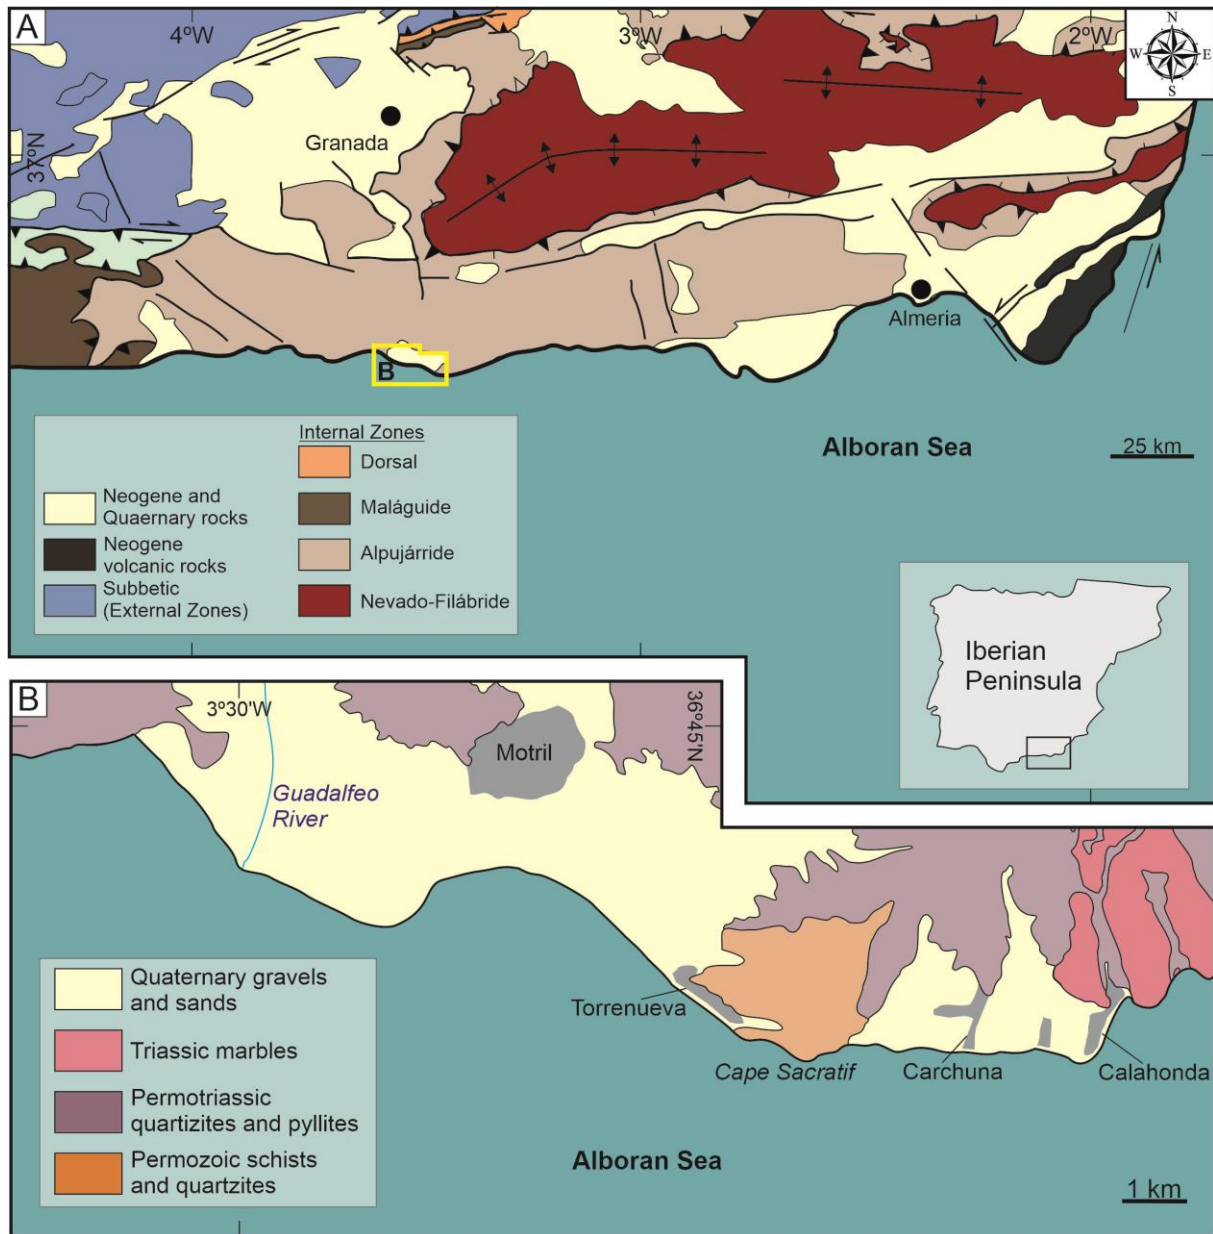 A
4ºW
3ºW
2ºW
N
W E
S
37ºN
Granada
Almeria
B
Alboran Sea
25 km
Internal Zones
Dorsal
Maláguide
Alpujárride
Nevado-Filábride
Neogene and
Quaernary rocks
Neogene
volcanic rocks
Subbetic
(External Zones)
Iberian
Peninsula
B
3º30'W
36º45'N
Motril
Guadalfeo
River
Torrenueva
Cape Sacratif
Carchuna
Calahonda
Quaternary gravels
and sands
Triassic marbles
Permotriassic
quartizites and pyllites
Permozoic schists
and quartzites
Alboran Sea
1 km